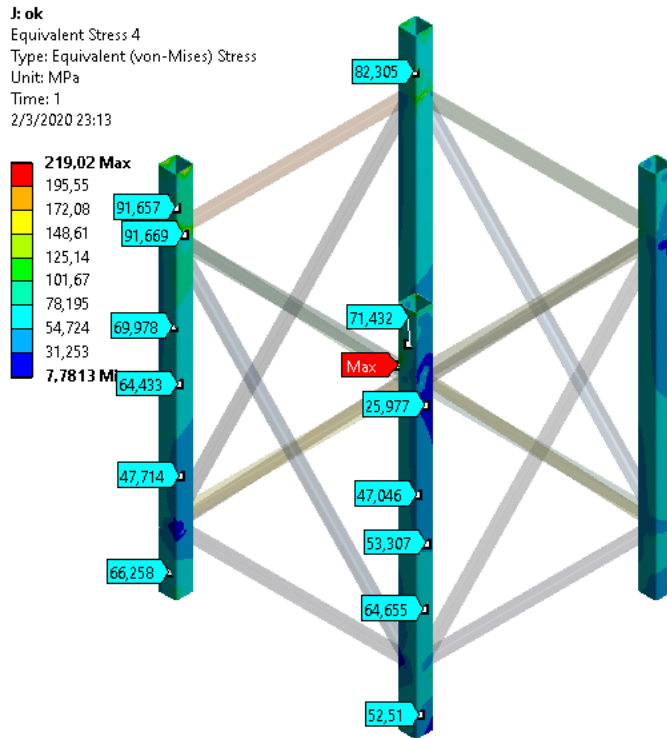 J: ok
Equivalent Stress 4
Type: Equivalent (von-Mises) Stress
Unit: MPa
Time: 1
2/3/2020 23:13
219,02 Max
195,55
172,08
148,61
125,14
101,67
78,195
54,724
31,253
7,7813 Mi
82,305
91,657
91,669
69,978
64,433
47,714
66,258
71,432
Max
25,977
47,046
53,307
64,655
52,51